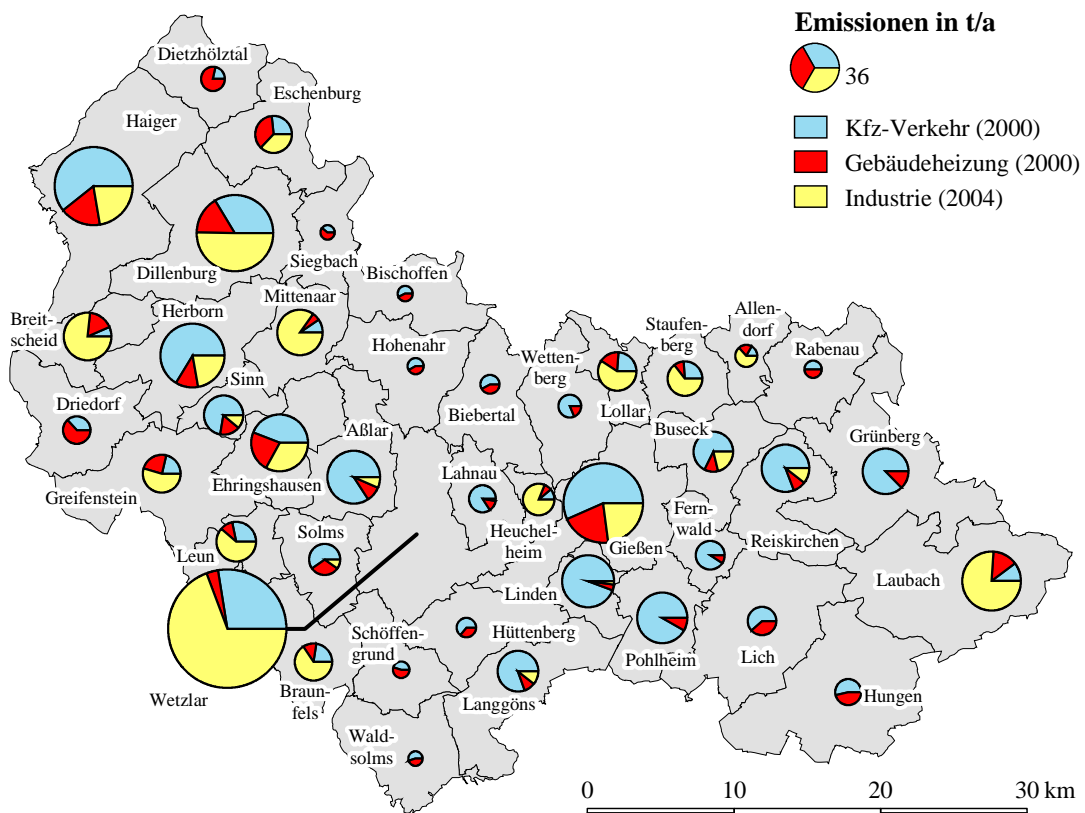 Emissionen in t/a
36
Kfz-Verkehr (2000)
Gebäudeheizung (2000)
Industrie (2004)
Dietzhölztal
Eschenburg
Haiger
Dillenburg
Siegbach
Bischoffen
Mittenaar
Herborn
Breit-
scheid
Hohenahr
Wetten-
berg
Staufen-
berg
Allen-
dorf
Rabenau
Sinn
Driedorf
Biebertal
Lollar
Aßlar
Buseck
Grünberg
Greifenstein
Ehringshausen
Lahnau
Heuchel-
heim
Gießen
Fern-
wald
Reiskirchen
Leun
Solms
Linden
Laubach
Schöffen-
grund
Hüttenberg
Pohlheim
Lich
Wetzlar
Braun-
fels
Langgöns
Hungen
Wald-
solms
0 10 20 30 km